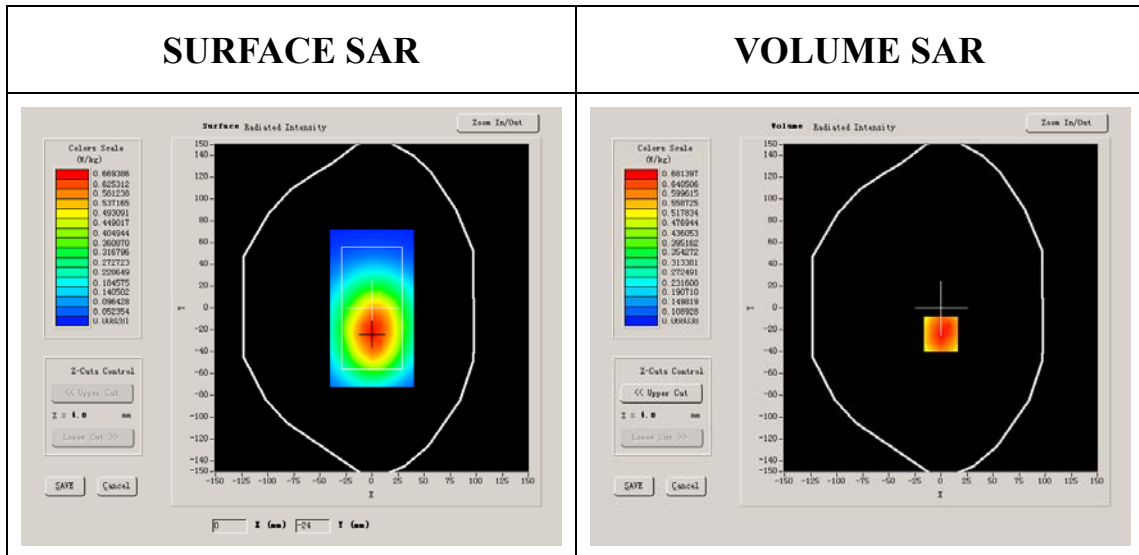 SURFACE SAR
VOLUME SAR
Surface Radiated Intensity
Zoom In/Out
Colors Scale
(W/kg)
0.669386
0.625312
0.581238
0.537165
0.493091
0.449017
0.404944
0.360870
0.316796
0.272723
0.228649
0.184575
0.140502
0.096428
0.052354
0.008281
150
140
120
100
80
60
40
20
0
-20
-40
-60
-80
-100
-120
-140
-150
Y
-150 -125 -100 -75 -50 -25 0 25 50 75 100 125 150
X
Z-Cuts Control
<< Upper Cut
Z = 4.0 mm
Lower Cut >>
SAVE Cancel
0 X (mm) -24 Y (mm)
Volume Radiated Intensity
Zoom In/Out
Colors Scale
(W/kg)
0.681397
0.640506
0.599615
0.558725
0.517834
0.476944
0.436053
0.395162
0.354272
0.313381
0.272491
0.231600
0.190710
0.149819
0.108928
0.068038
150
140
120
100
80
60
40
20
0
-20
-40
-60
-80
-100
-120
-140
-150
Y
-150 -125 -100 -75 -50 -25 0 25 50 75 100 125 150
X
Z-Cuts Control
<< Upper Cut
Z = 4.0 mm
Lower Cut >>
SAVE Cancel